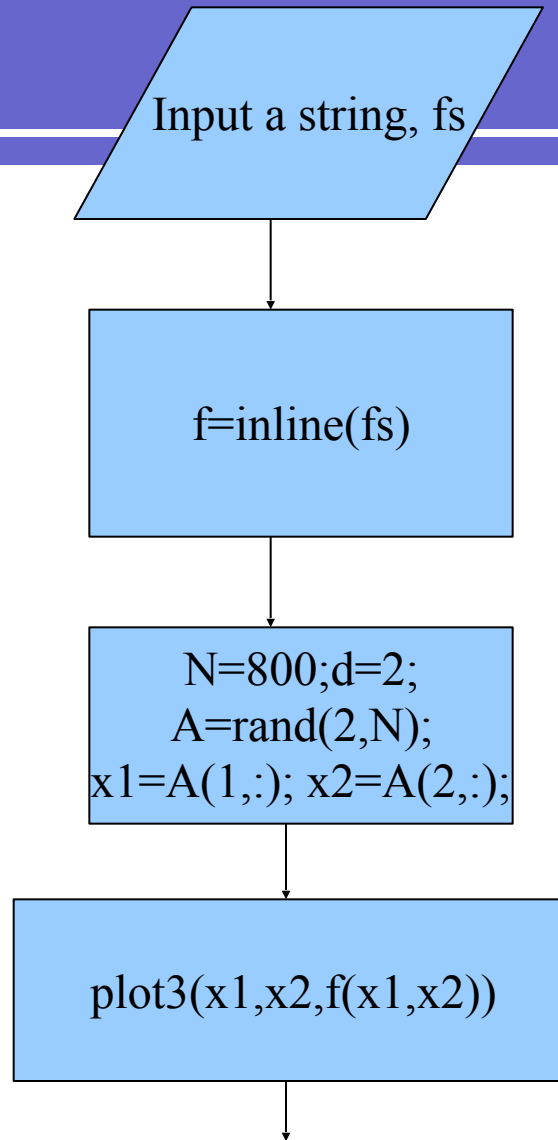 Input a string, fs
f=inline(fs)
N=800;d=2;
A=rand(2,N);
x1=A(1,:); x2=A(2,:);
plot3(x1,x2,f(x1,x2))